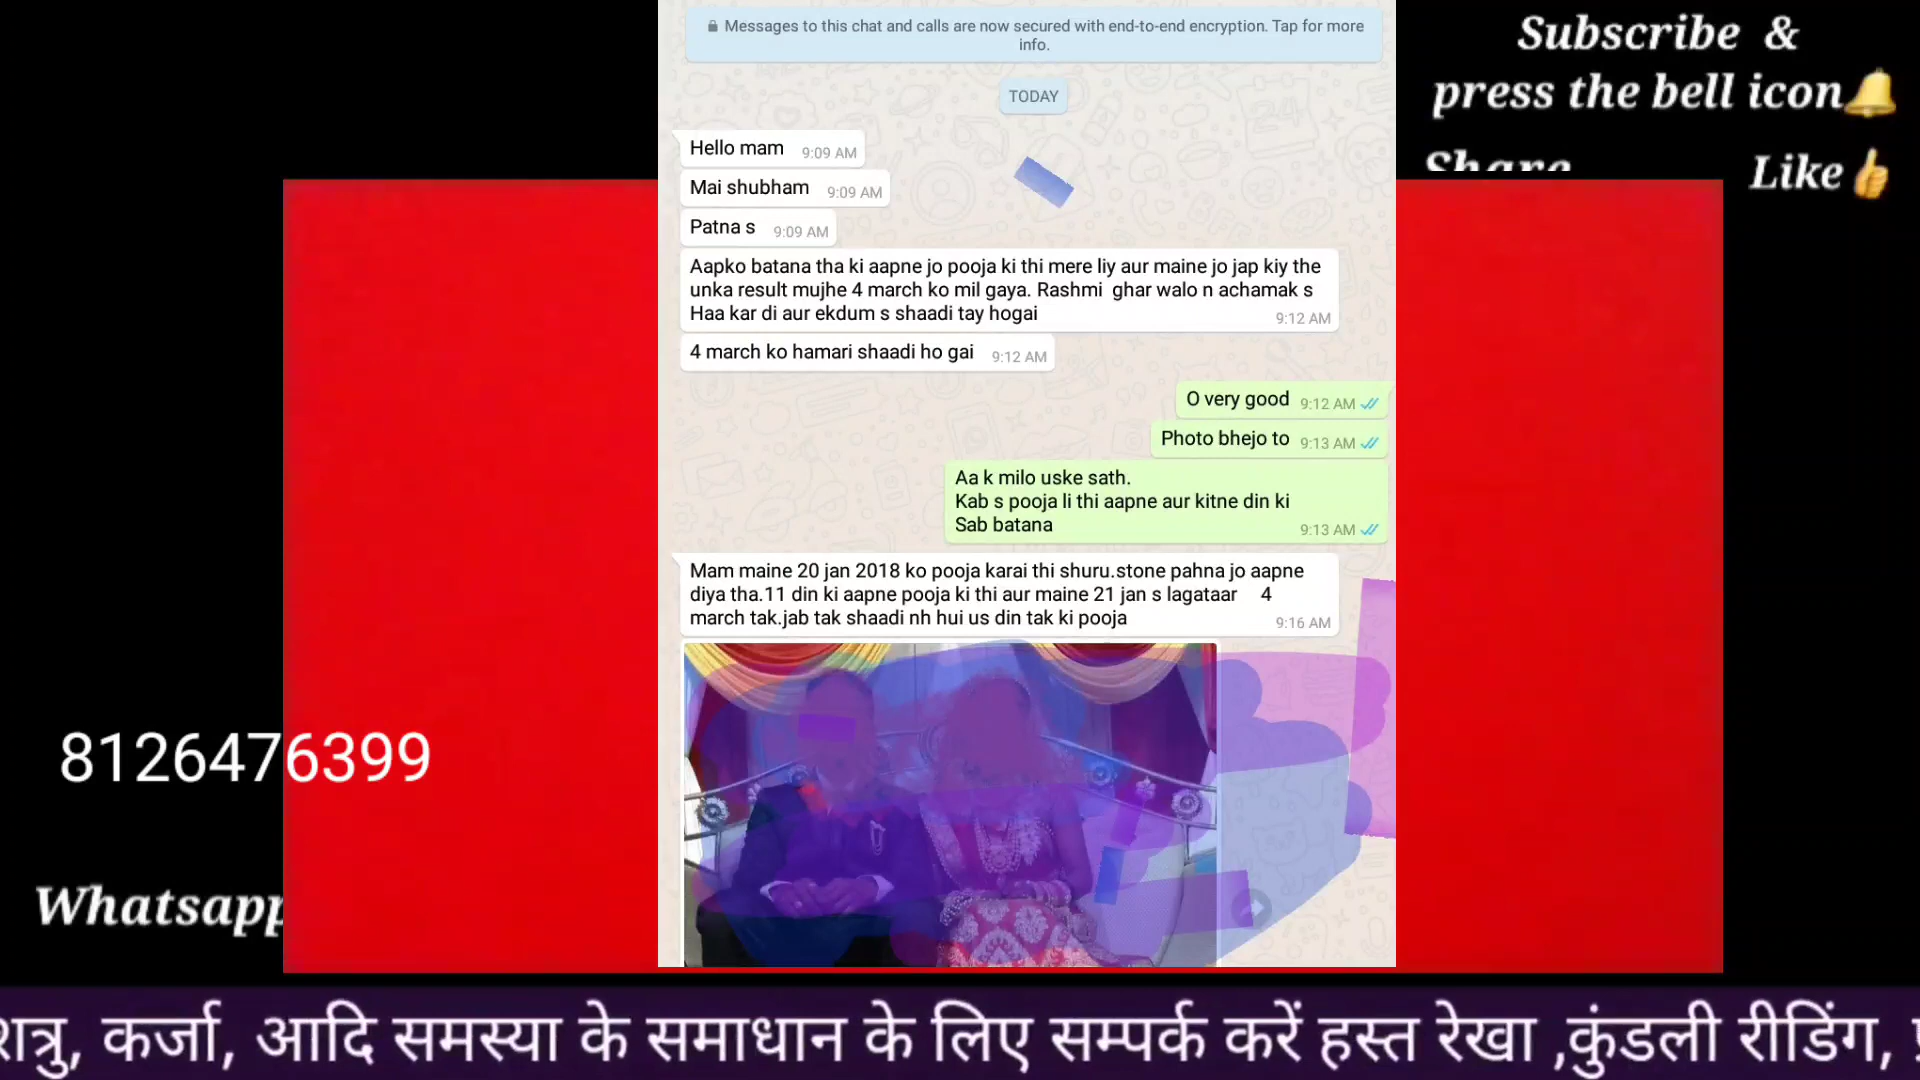 Messages to this chat and calls are now secured with end-to-end encryption. Tap for more
info.
TODAY
Hello mam 9:09 AM
Mai shubham 9:09 AM
Patna s 9:09 AM
Aapko batana tha ki aapne jo pooja ki thi mere liy aur maine jo jap kiy the
unka result mujhe 4 march ko mil gaya. Rashmi ghar walo n achamak s
Haa kar di aur ekdum s shaadi tay hogai 9:12 AM
4 march ko hamari shaadi ho gai 9:12 AM
O very good 9:12 AM
Photo bhejo to 9:13 AM
Aa k milo uske sath.
Kab s pooja li thi aapne aur kitne din ki
Sab batana 9:13 AM
Mam maine 20 jan 2018 ko pooja karai thi shuru.stone pahna jo aapne
diya tha.11 din ki aapne pooja ki thi aur maine 21 jan s lagataar 4
march tak.jab tak shaadi nh hui us din tak ki pooja 9:16 AM
Subscribe &
press the bell icon
Share Like
8126476399
Whatsapp
शत्रु, कर्जा, आदि समस्या के समाधान के लिए सम्पर्क करें हस्त रेखा ,कुंडली रीडिंग,